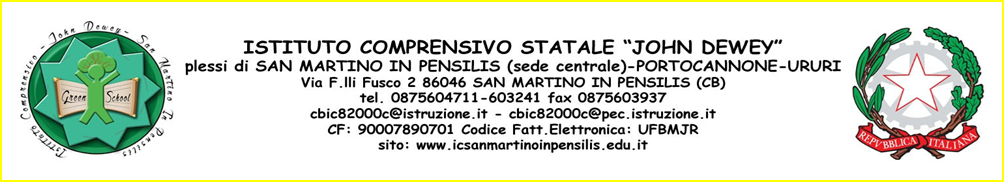 ISTITUTO COMPRENSIVO STATALE “JOHN DEWEY”
plessi di SAN MARTINO IN PENSILIS (sede centrale)-PORTOCANNONE-URURI
Via F.lli Fusco 2 86046 SAN MARTINO IN PENSILIS (CB)
tel. 0875604711-603241 fax 0875603937
cbic82000c@istruzione.it - cbic82000c@pec.istruzione.it
CF: 90007890701 Codice Fatt.Elettronica: UFBMJR
sito: www.icsanmartinoinpensilis.edu.it
Istituto Comprensivo - John Dewey - San Martino In Pensilis
Green School
REPVBBLICA ITALIANA